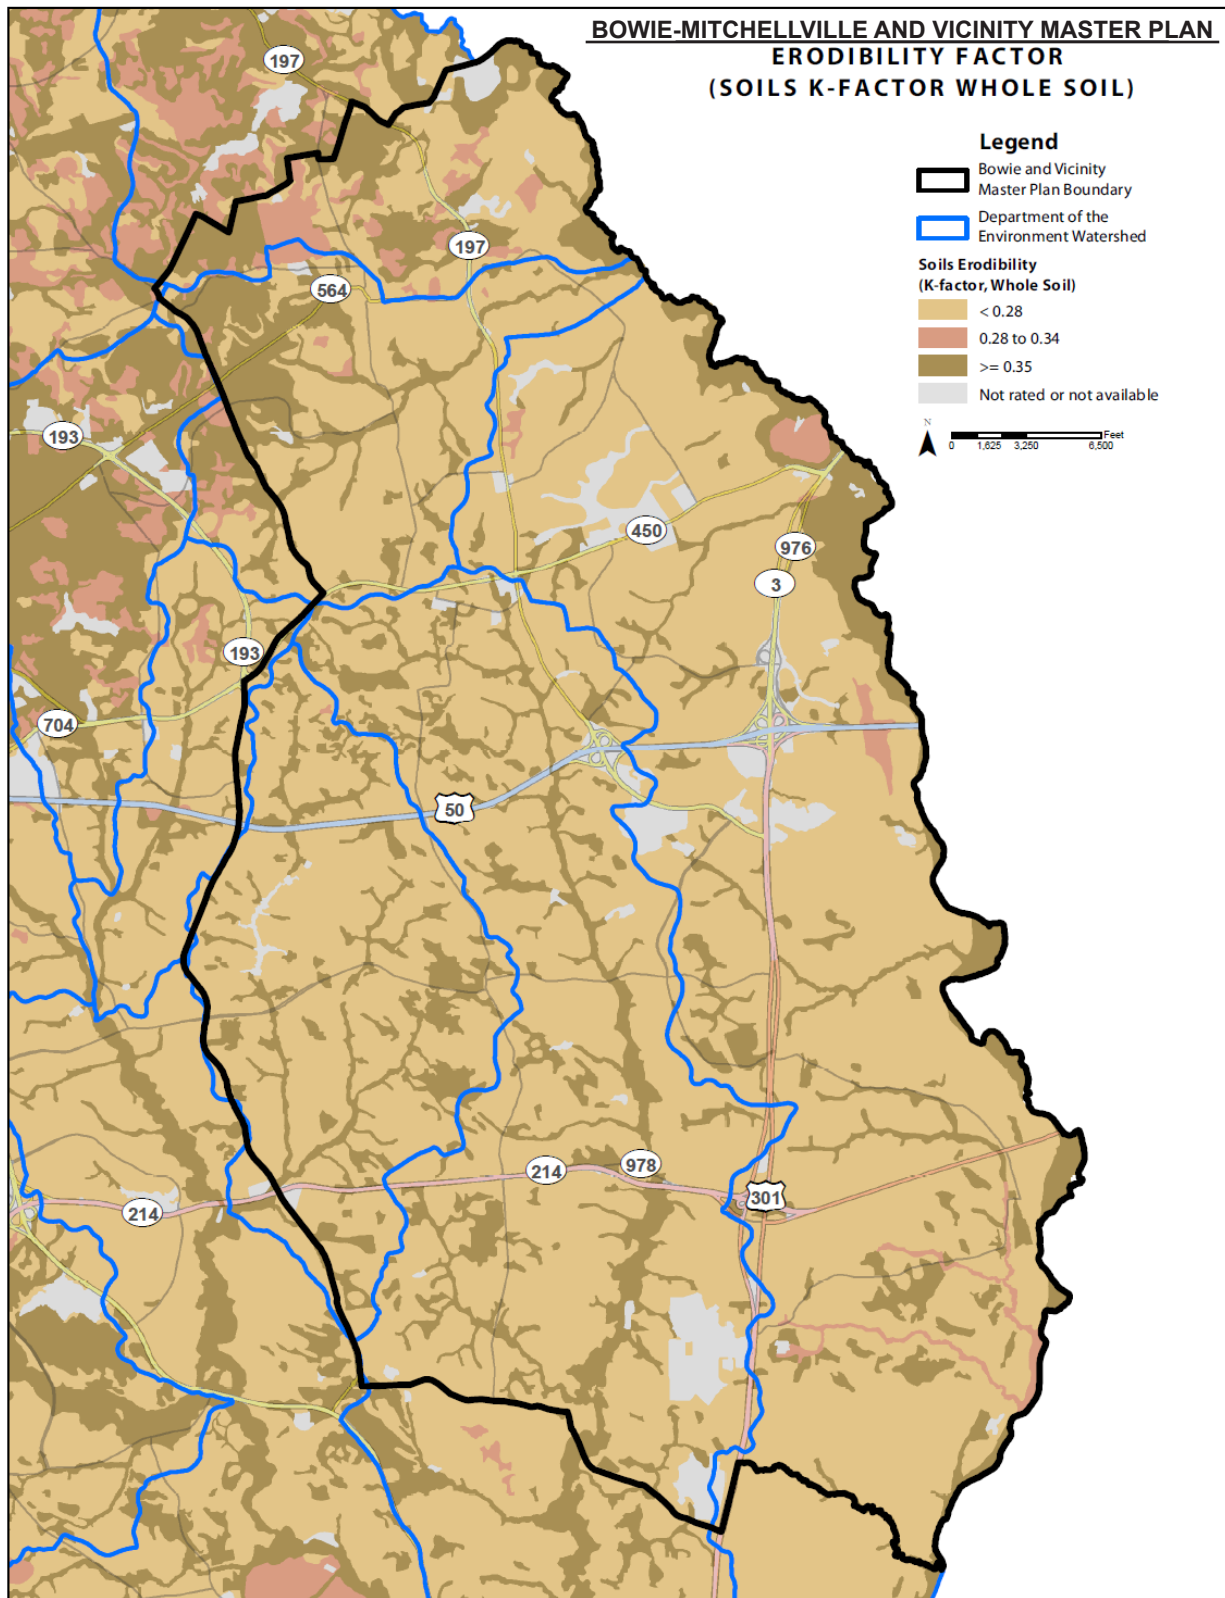 BOWIE-MITCHELLVILLE AND VICINITY MASTER PLAN
ERODIBILITY FACTOR
(SOILS K-FACTOR WHOLE SOIL)
Legend
Bowie and Vicinity
Master Plan Boundary
Department of the
Environment Watershed
Soils Erodibility
(K-factor, Whole Soil)
< 0.28
0.28 to 0.34
>= 0.35
Not rated or not available
N
Feet
0 1,625 3,250 6,500
197
197
564
193
450
976
3
193
704
50
214
978
301
214